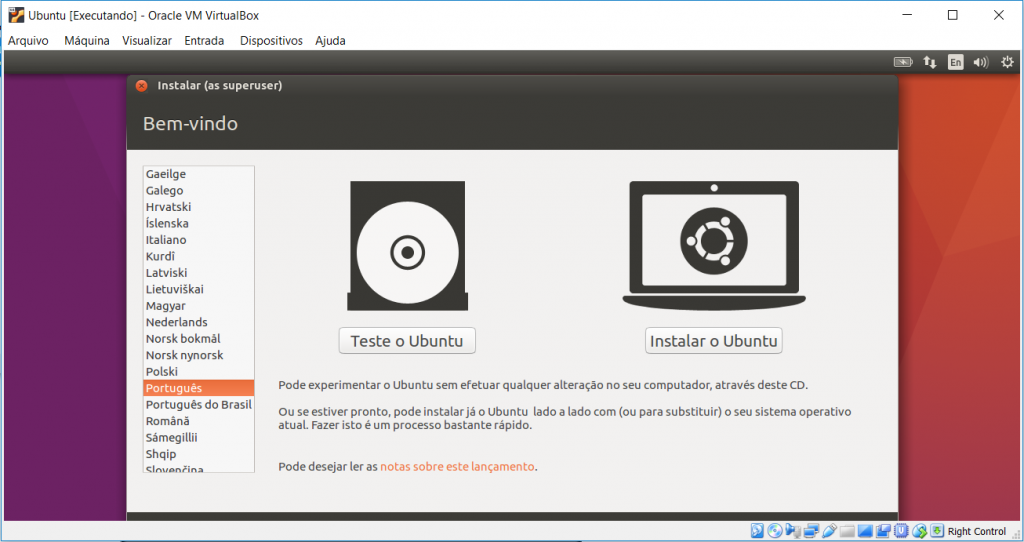 Ubuntu [Executando] - Oracle VM VirtualBox
Arquivo Máquina Visualizar Entrada Dispositivos Ajuda
En
Instalar (as superuser)
Bem-vindo
Gaeilge
Galego
Hrvatski
Íslenska
Italiano
Kurdî
Latviski
Lietuviškai
Magyar
Nederlands
Norsk bokmål
Norsk nynorsk
Polski
Português
Português do Brasil
Română
Sámegillii
Shqip
Slovenčina
Teste o Ubuntu
Instalar o Ubuntu
Pode experimentar o Ubuntu sem efetuar qualquer alteração no seu computador, através deste CD.
Ou se estiver pronto, pode instalar já o Ubuntu lado a lado com (ou para substituir) o seu sistema operativo
atual. Fazer isto é um processo bastante rápido.
Pode desejar ler as notas sobre este lançamento.
Right Control